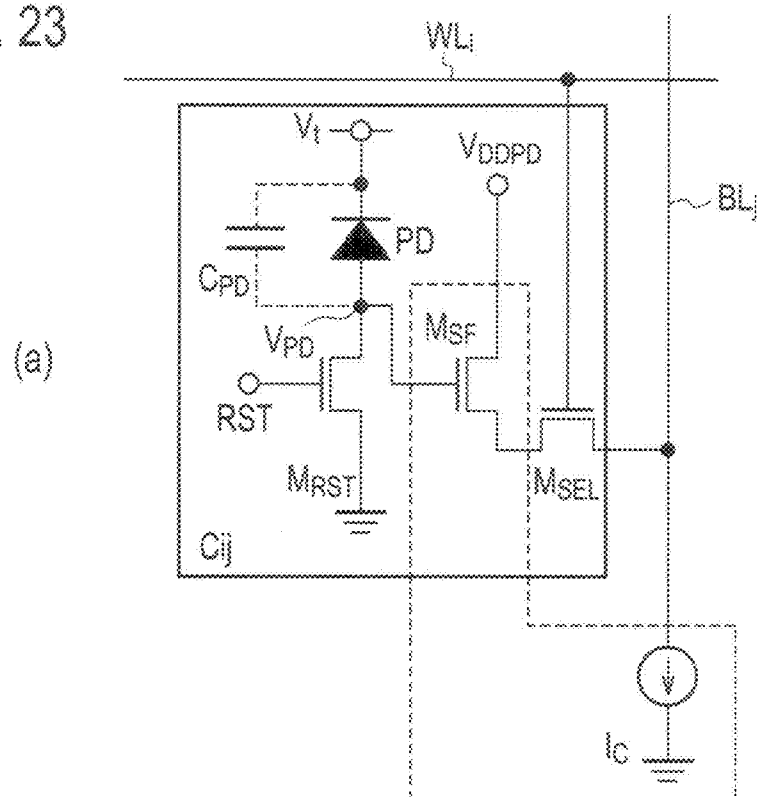 . 23
WLi
Vt
VDDPD
BLj
PD
CPD
MSF
VPD
(a)
RST
MRST
MSEL
Cij
IC